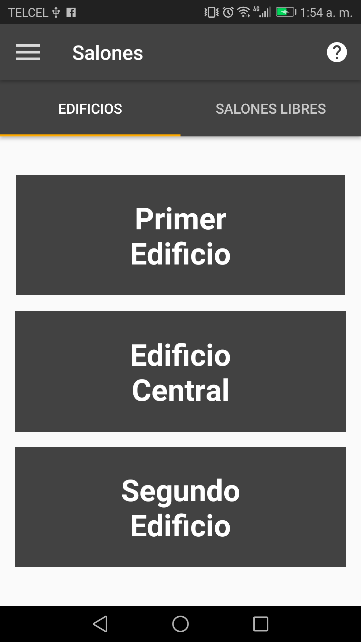 TELCEL 1:54 a. m.
Salones
EDIFICIOS SALONES LIBRES
Primer
Edificio
Edificio
Central
Segundo
Edificio